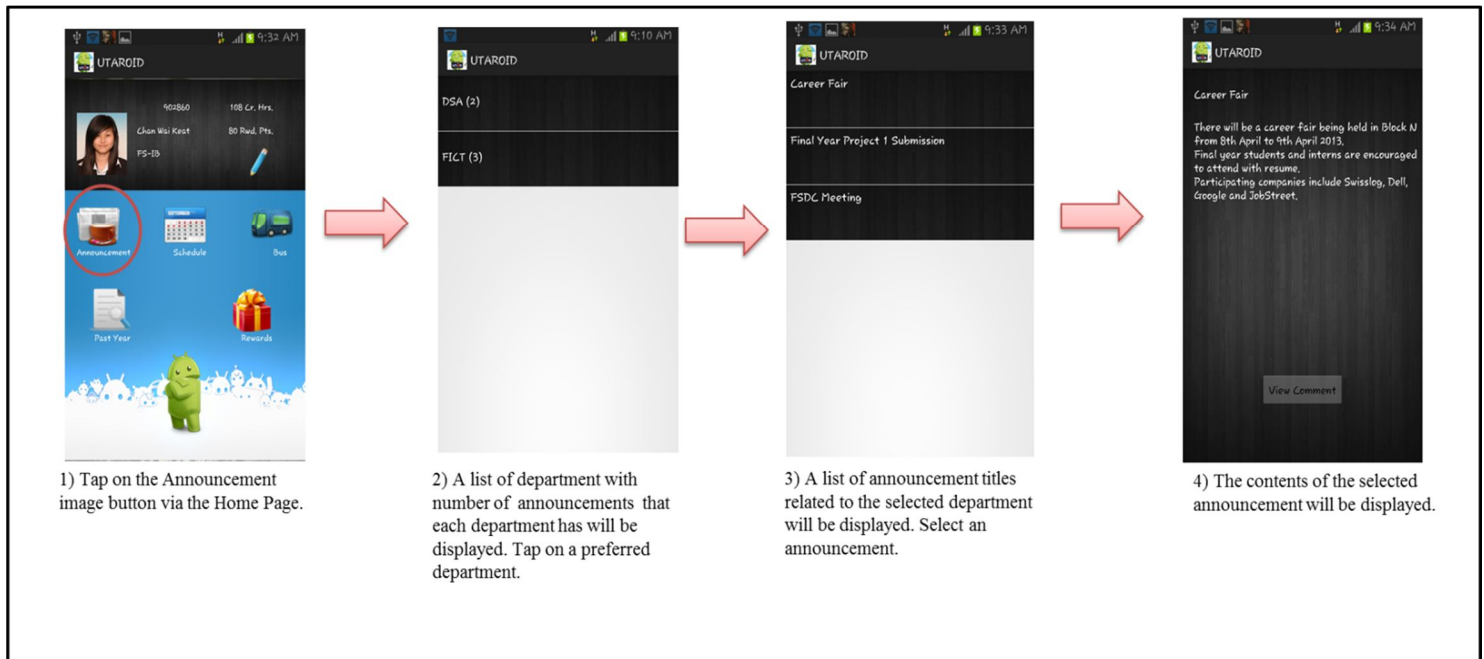 9:32 AM
UTAROID
902860 108 Cr. Hrs.
Chan Wai Keat 80 Rwd. Pts.
FS-IB
Announcement Schedule Bus
Past Year Rewards
1) Tap on the Announcement
image button via the Home Page.
H 9:10 AM
UTAROID
DSA (2)
FICT (3)
2) A list of department with
number of announcements that
each department has will be
displayed. Tap on a preferred
department.
H 9:33 AM
UTAROID
Career Fair
Final Year Project 1 Submission
FSDC Meeting
3) A list of announcement titles
related to the selected department
will be displayed. Select an
announcement.
H 9:34 AM
UTAROID
Career Fair
There will be a career fair being held in Block N
from 8th April to 9th April 2013.
Final year students and interns are encouraged
to attend with resume.
Participating companies include Swisslog, Dell,
Google and JobStreet.
View Comment
4) The contents of the selected
announcement will be displayed.